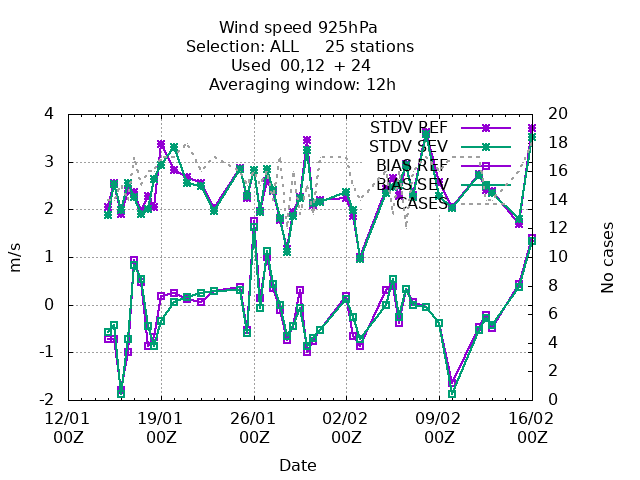 Wind speed 925hPa
Selection: ALL 25 stations
Used 00,12 + 24
Averaging window: 12h
4 20
STDV REF 18
STDV SEV
3 BIAS REF 16
BIAS SEV
CASES 14
2
12
m/s
No cases
1 10
8
0
6
-1 4
2
-2 0
12/01 19/01 26/01 02/02 09/02 16/02
00Z 00Z 00Z 00Z 00Z 00Z
Date